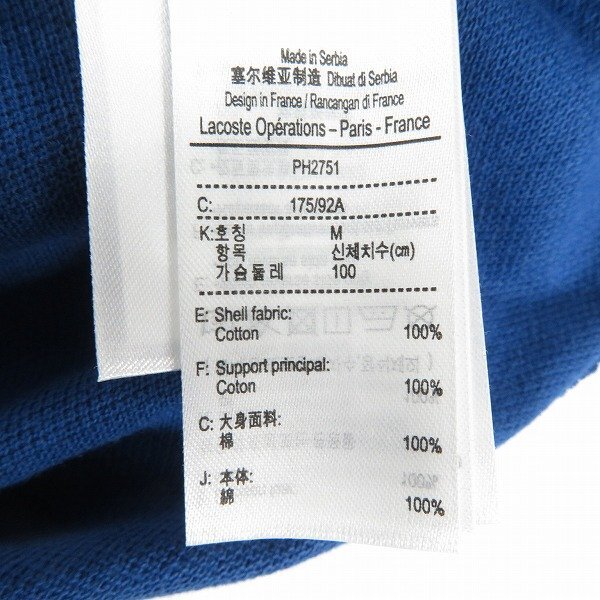 Made in Serbia
塞尔维亚制造 Dibuat di Serbia
Design in France / Rancangan di France
Lacoste Opérations – Paris - France
PH2751
C: 175/92A
K: 호칭 M
항목 신체치수(cm)
가슴둘레 100
E: Shell fabric:
Cotton 100%
F: Support principal:
Coton 100%
C: 大身面料:
棉 100%
J: 本体:
綿 100%